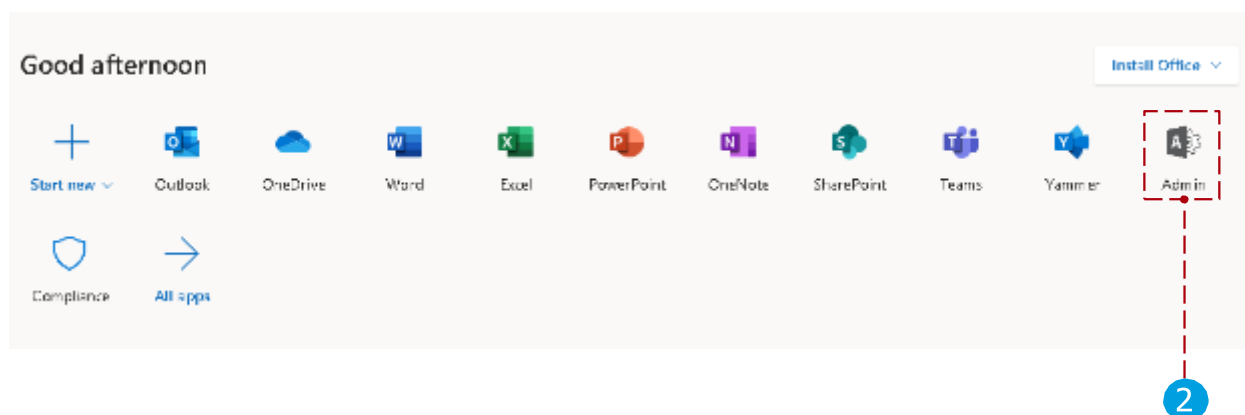 Good afternoon
Install Office
Start new
Outlook
OneDrive
Word
Excel
PowerPoint
OneNote
SharePoint
Teams
Yammer
Admin
Compliance
All apps
2